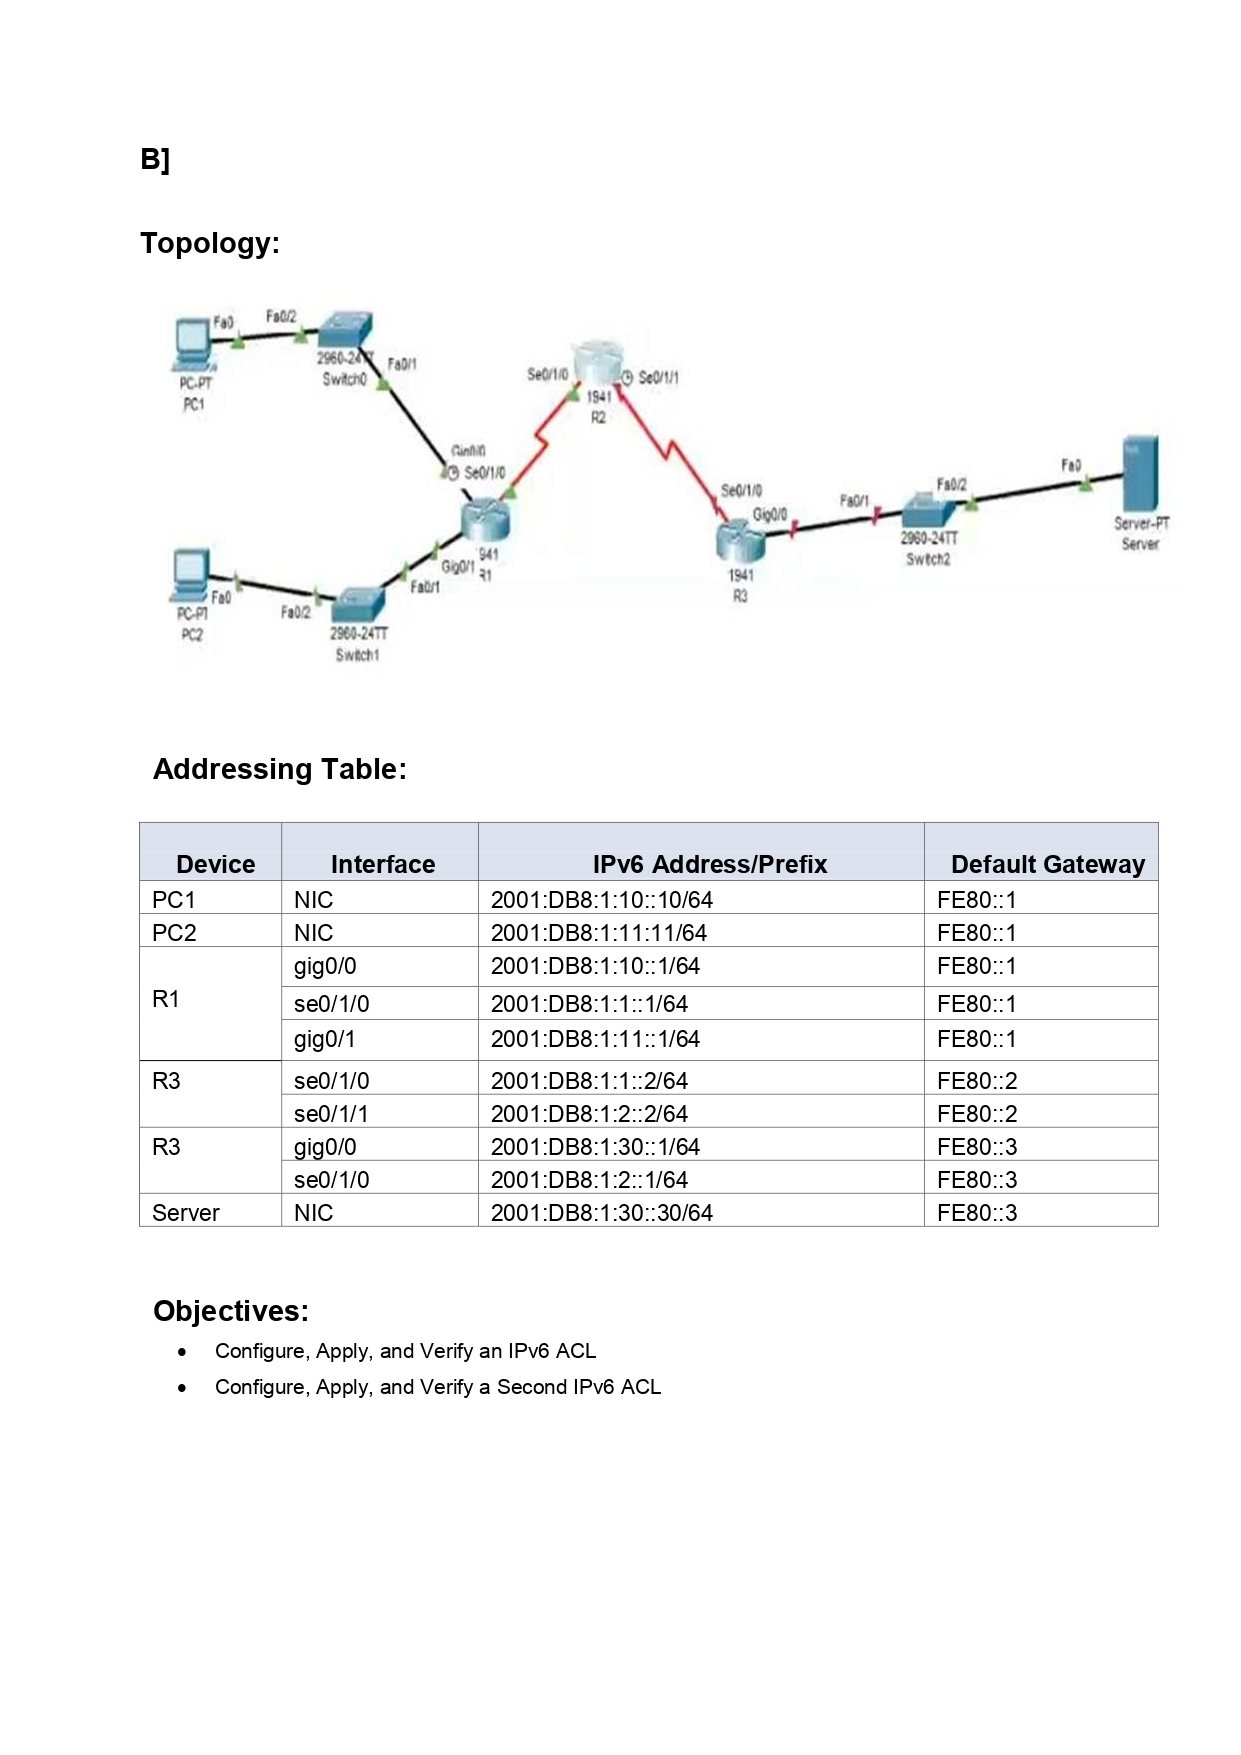 B]
Topology:
Fa0
Fa0/2
2960-24TT
Switch0
Fa0/1
PC-PT
PC1
Gig0/0
Se0/1/0
Se0/1/0
Se0/1/1
1941
R2
941
R1
Gig0/1
Fa0/1
Fa0
Fa0/2
PC-PT
PC2
2960-24TT
Switch1
Se0/1/0
Gig0/0
1941
R3
Fa0/1
Fa0/2
2960-24TT
Switch2
Fa0
Server-PT
Server
Addressing Table:
Device Interface IPv6 Address/Prefix Default Gateway
PC1 NIC 2001:DB8:1:10::10/64 FE80::1
PC2 NIC 2001:DB8:1:11:11/64 FE80::1
R1 gig0/0 2001:DB8:1:10::1/64 FE80::1
se0/1/0 2001:DB8:1:1::1/64 FE80::1
gig0/1 2001:DB8:1:11::1/64 FE80::1
R3 se0/1/0 2001:DB8:1:1::2/64 FE80::2
se0/1/1 2001:DB8:1:2::2/64 FE80::2
R3 gig0/0 2001:DB8:1:30::1/64 FE80::3
se0/1/0 2001:DB8:1:2::1/64 FE80::3
Server NIC 2001:DB8:1:30::30/64 FE80::3
Objectives:
• Configure, Apply, and Verify an IPv6 ACL
• Configure, Apply, and Verify a Second IPv6 ACL